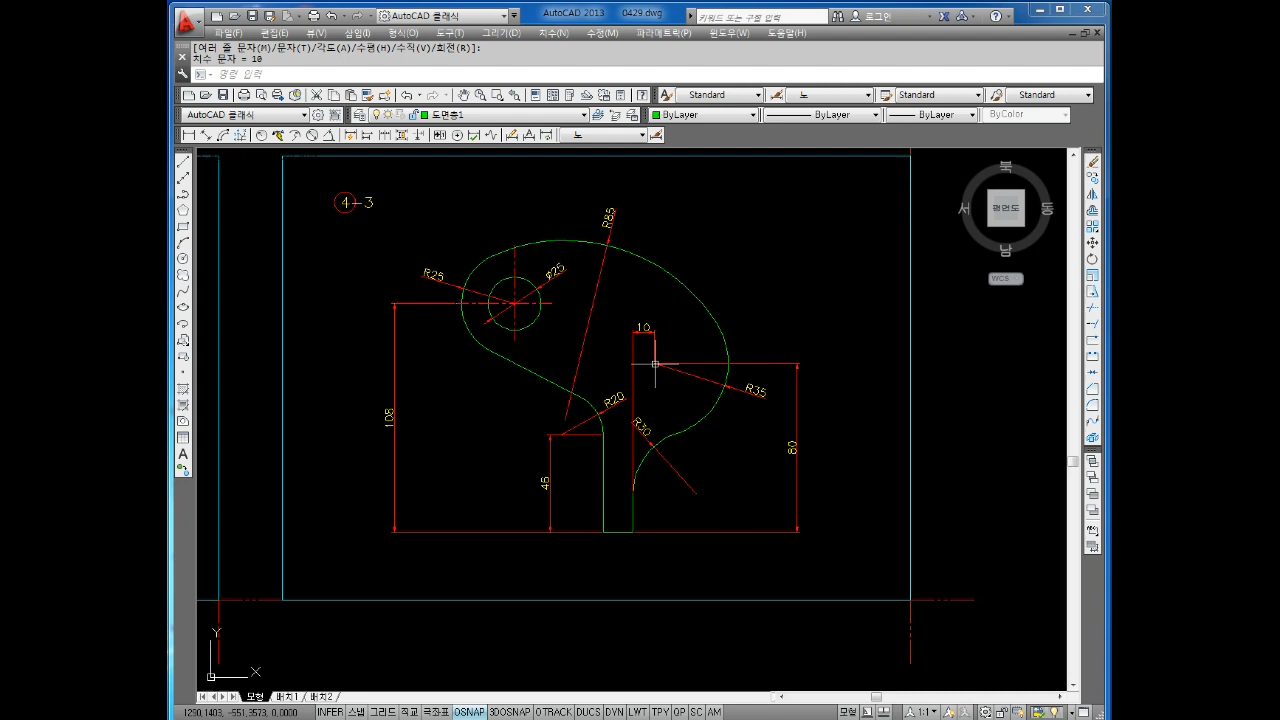 AutoCAD 클래식
AutoCAD 2013 0429.dwg
키워드 또는 구절 입력
로그인
파일(F) 편집(E) 뷰(V) 삽입(I) 형식(O) 도구(T) 그리기(D) 치수(N) 수정(M) 파라메트릭(P) 윈도우(W) 도움말(H)
[여러 줄 문자(M)/문자(T)/각도(A)/수평(H)/수직(V)/회전(R)]:
치수 문자 = 10
명령 입력
Standard
Standard
Standard
AutoCAD 클래식
도면층1
ByLayer
ByLayer
ByLayer
ByColor
4-3
북
서 평면도 동
남
WCS
R85
R25
ø25
10
R35
R20
R30
108
46
80
Y
X
모형 배치1 배치2
1290,1403, -551,3573, 0,0000
INFER 스냅 그리드 직교 극좌표 OSNAP 3DOSNAP OTRACK DUCS DYN LWT TPY QP SC AM
모형
1:1